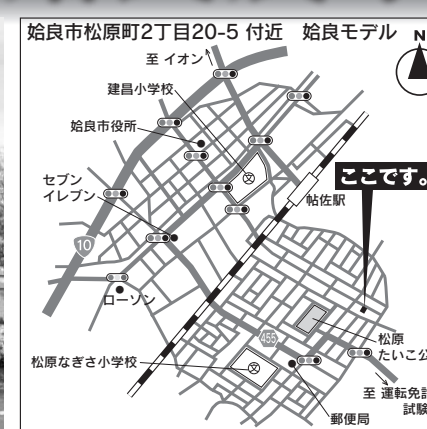 姶良市松原町2丁目20-5 付近 姶良モデル
N
至 イオン
建昌小学校
姶良市役所
セブン
イレブン
ここです。
帖佐駅
10
ローソン
455
松原
たいこ公
松原なぎさ小学校
至 運転免許
試験
郵便局